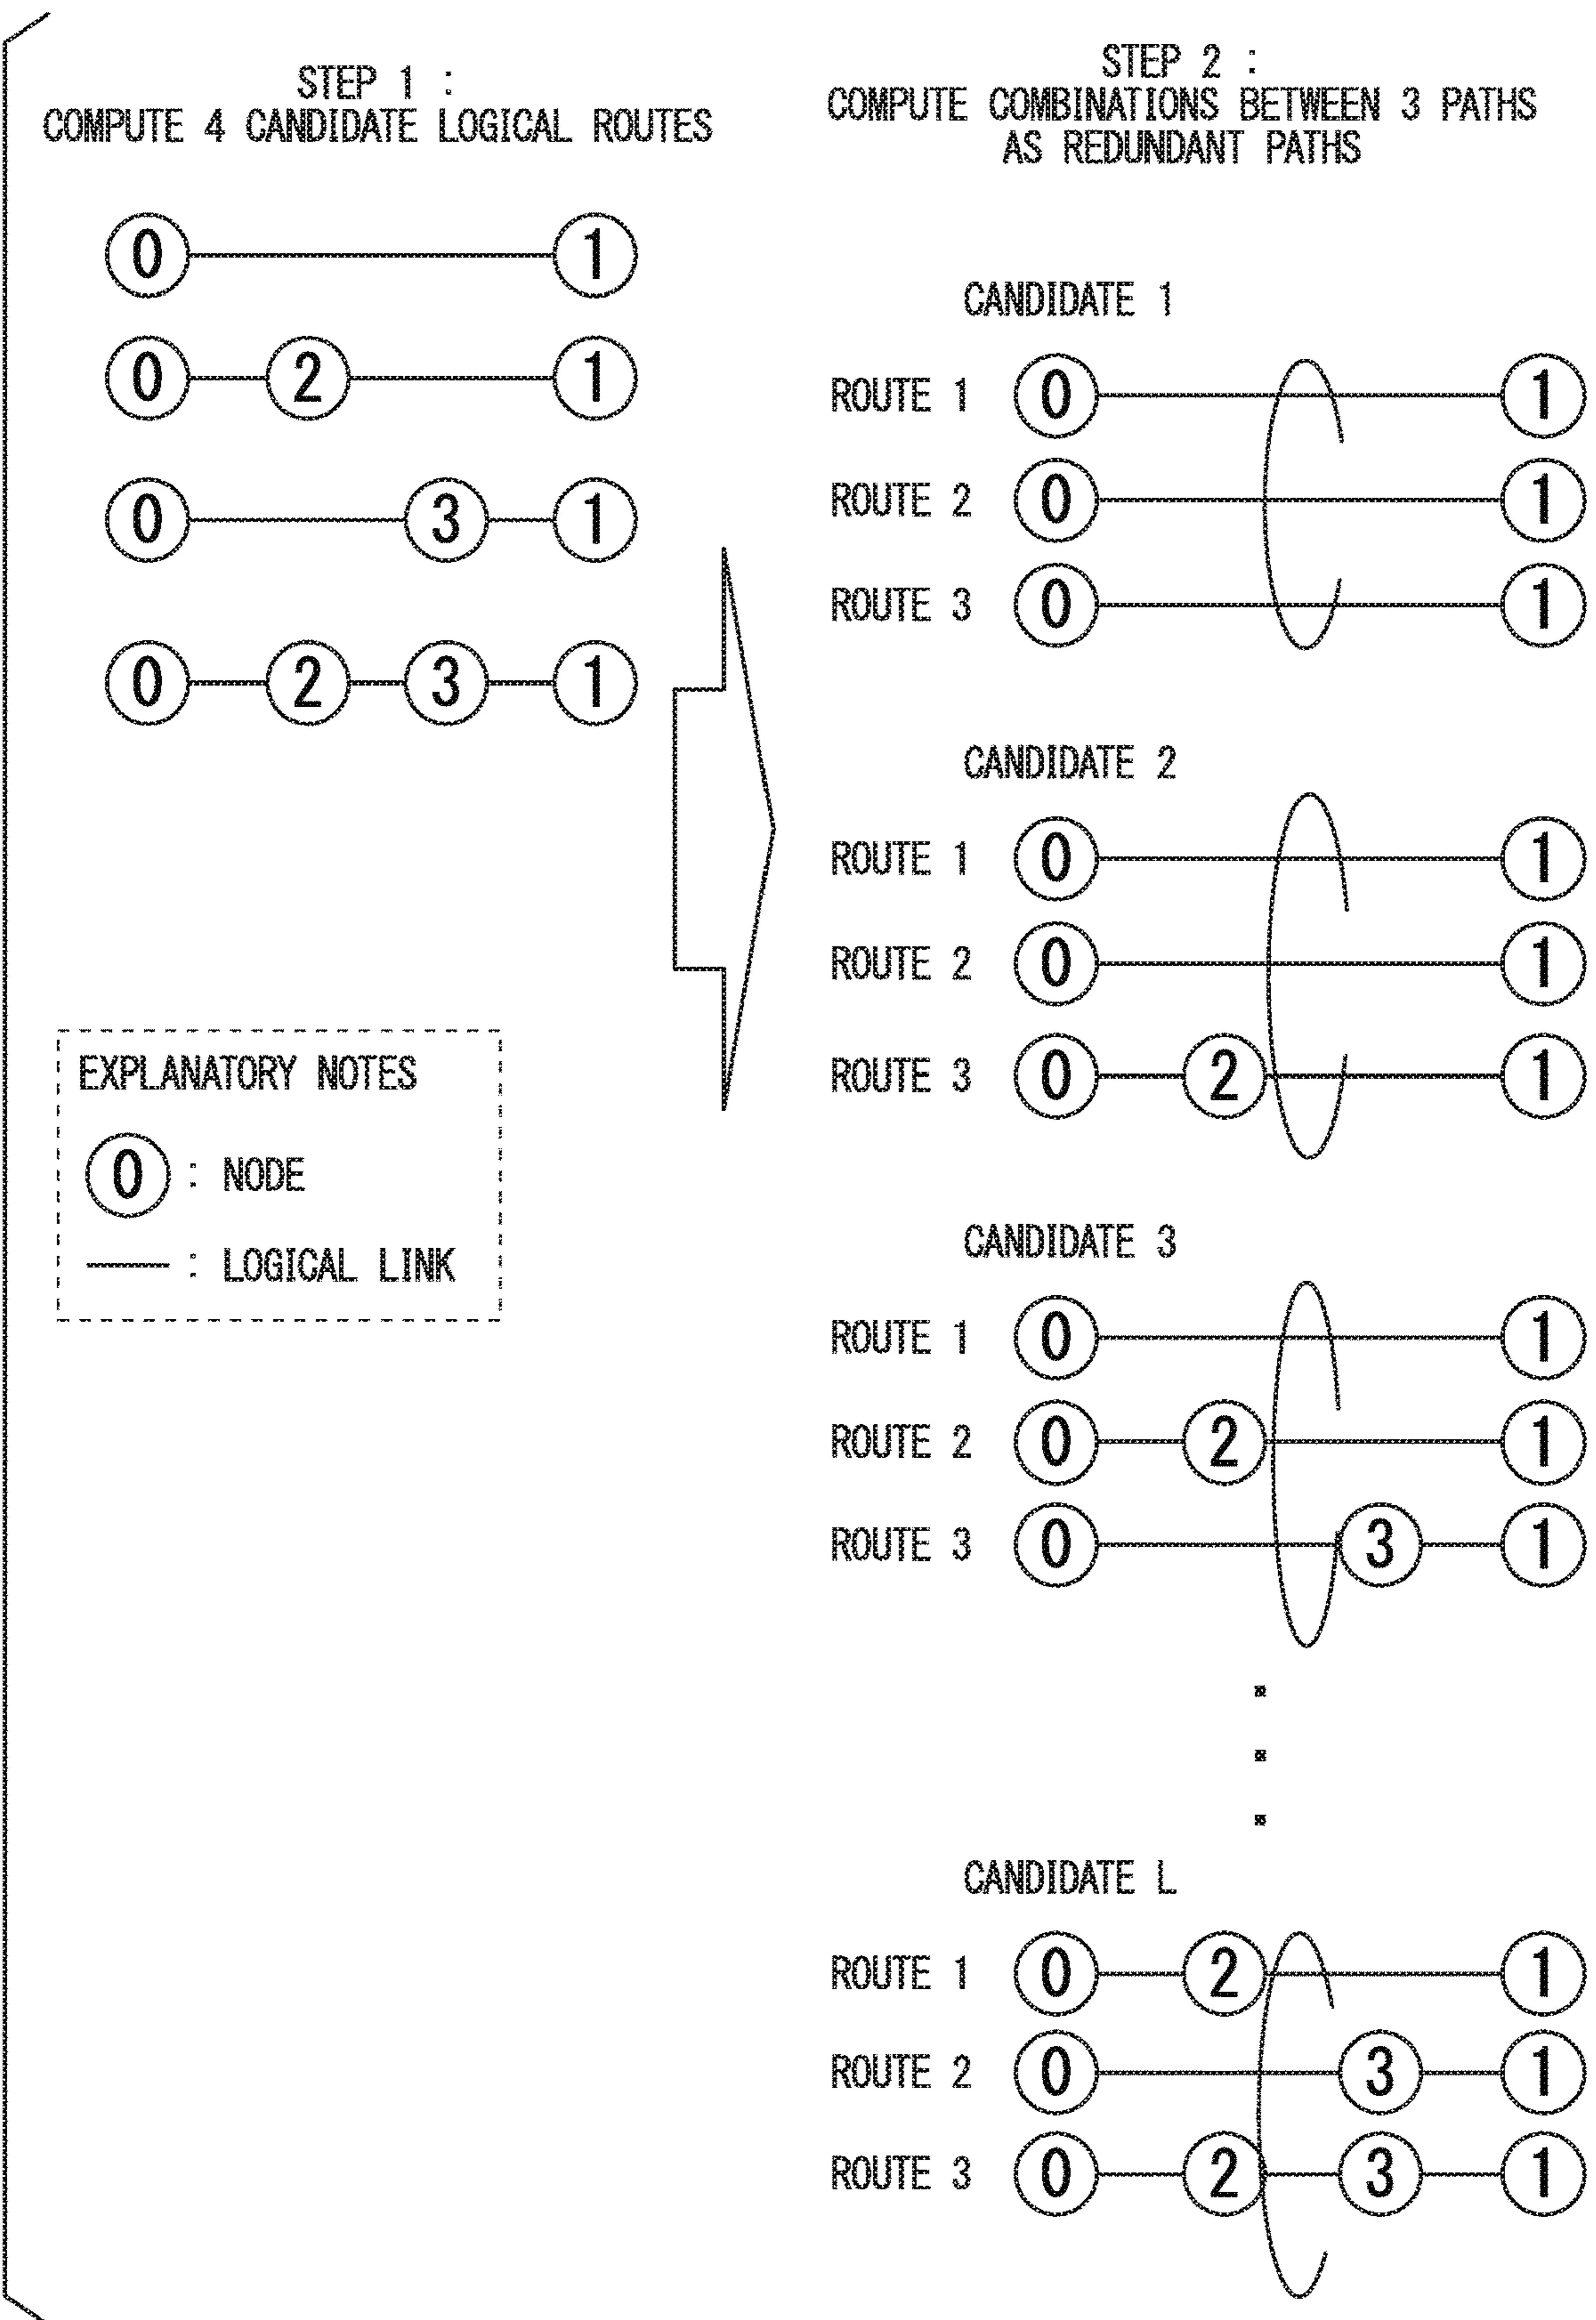 STEP 1 :
COMPUTE 4 CANDIDATE LOGICAL ROUTES
0 1
0 2 1
0 3 1
0 2 3 1
EXPLANATORY NOTES
0 : NODE
: LOGICAL LINK
STEP 2 :
COMPUTE COMBINATIONS BETWEEN 3 PATHS
AS REDUNDANT PATHS
CANDIDATE 1
ROUTE 1 0 1
ROUTE 2 0 1
ROUTE 3 0 1
CANDIDATE 2
ROUTE 1 0 1
ROUTE 2 0 1
ROUTE 3 0 2 1
CANDIDATE 3
ROUTE 1 0 1
ROUTE 2 0 2 1
ROUTE 3 0 3 1
CANDIDATE L
ROUTE 1 0 2 1
ROUTE 2 0 3 1
ROUTE 3 0 2 3 1